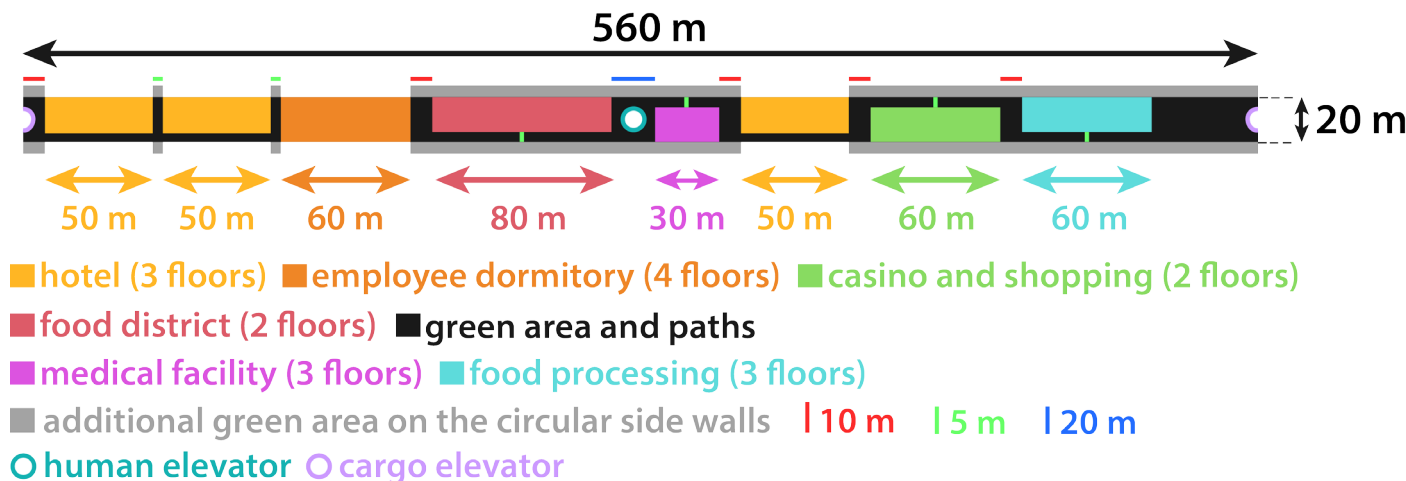 560 m
20 m
50 m 50 m 60 m 80 m 30 m 50 m 60 m 60 m
hotel (3 floors) employee dormitory (4 floors) casino and shopping (2 floors)
food district (2 floors) green area and paths
medical facility (3 floors) food processing (3 floors)
additional green area on the circular side walls 10 m 5 m 20 m
human elevator cargo elevator